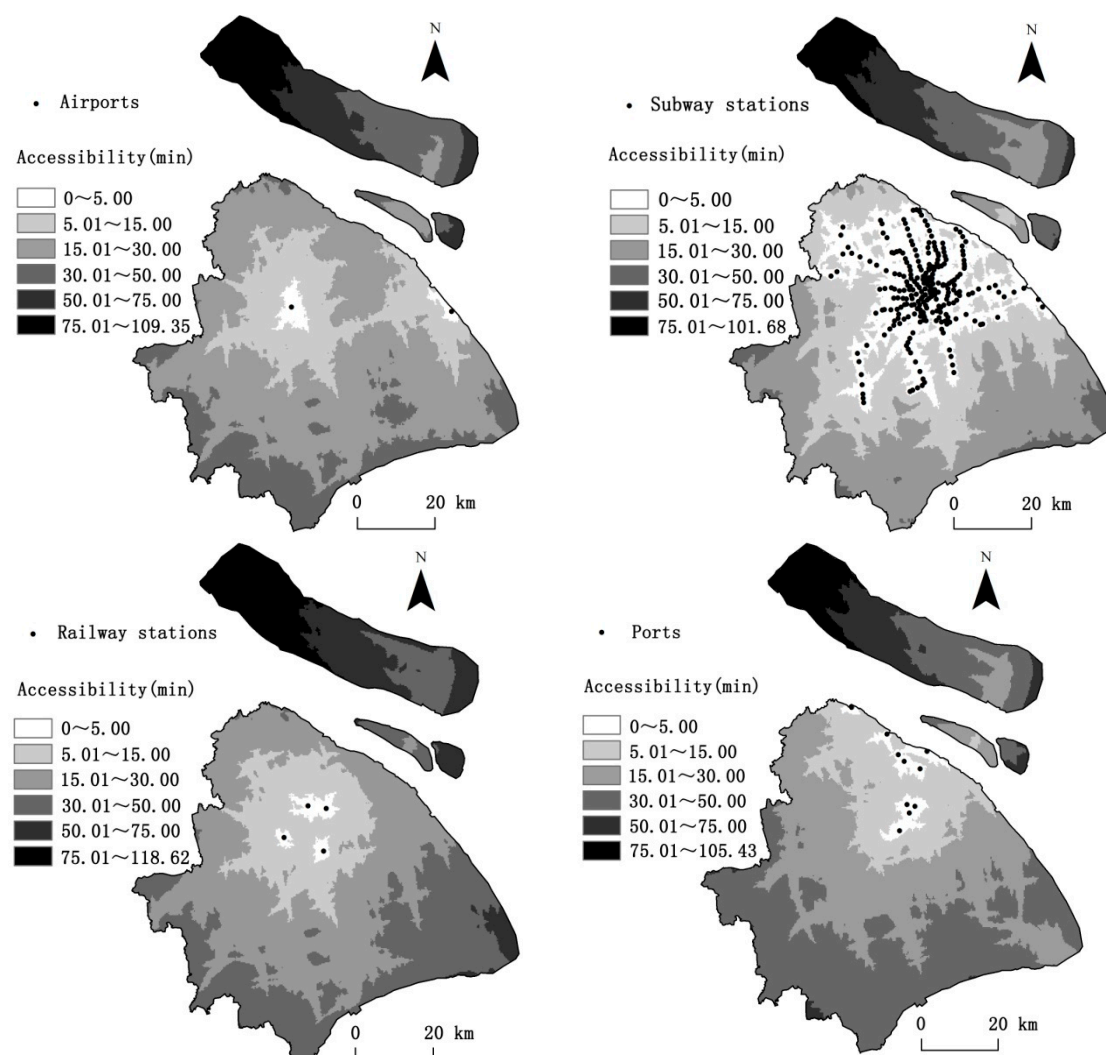 N
• Airports
Accessibility(min)
0～5.00
5.01～15.00
15.01～30.00
30.01～50.00
50.01～75.00
75.01～109.35
0 20 km
N
• Subway stations
Accessibility(min)
0～5.00
5.01～15.00
15.01～30.00
30.01～50.00
50.01～75.00
75.01～101.68
0 20 km
N
• Railway stations
Accessibility(min)
0～5.00
5.01～15.00
15.01～30.00
30.01～50.00
50.01～75.00
75.01～118.62
0 20 km
N
• Ports
Accessibility(min)
0～5.00
5.01～15.00
15.01～30.00
30.01～50.00
50.01～75.00
75.01～105.43
0 20 km